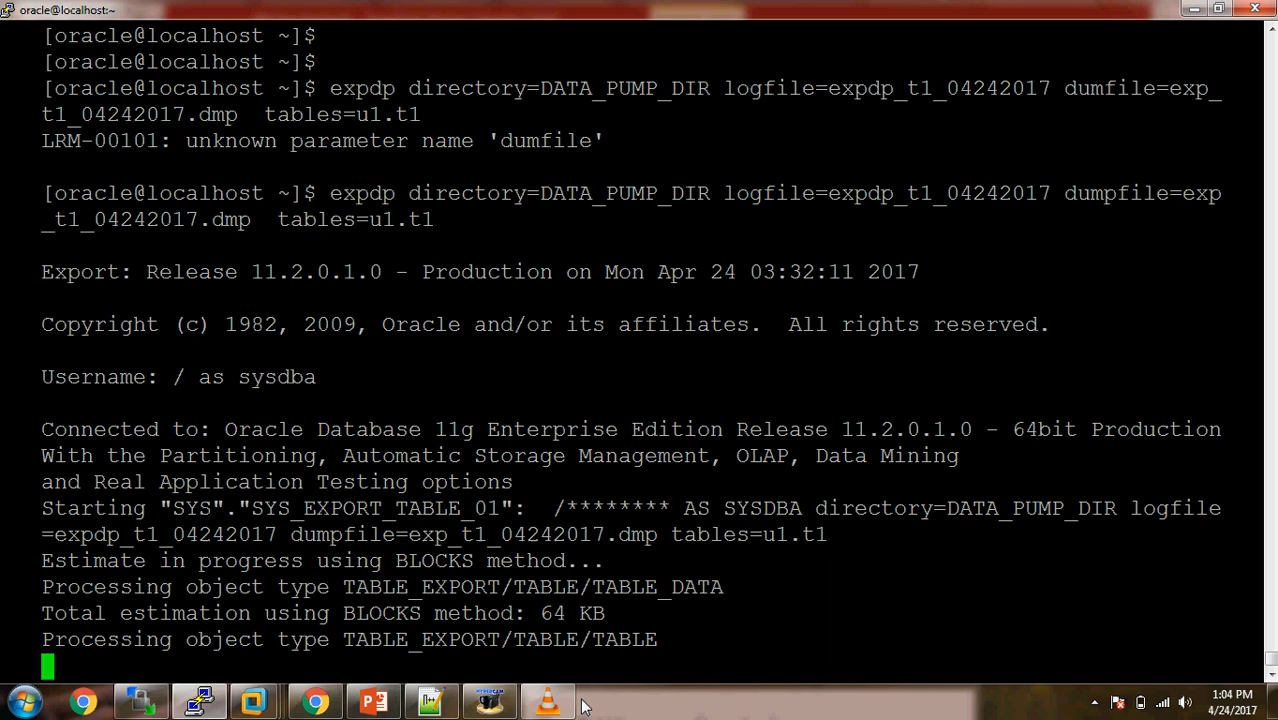 oracle@localhost:~
[oracle@localhost ~]$
[oracle@localhost ~]$
[oracle@localhost ~]$ expdp directory=DATA_PUMP_DIR logfile=expdp_t1_04242017 dumfile=exp_
t1_04242017.dmp  tables=u1.t1
LRM-00101: unknown parameter name 'dumfile'
[oracle@localhost ~]$ expdp directory=DATA_PUMP_DIR logfile=expdp_t1_04242017 dumpfile=exp
_t1_04242017.dmp  tables=u1.t1
Export: Release 11.2.0.1.0 - Production on Mon Apr 24 03:32:11 2017
Copyright (c) 1982, 2009, Oracle and/or its affiliates.  All rights reserved.
Username: / as sysdba
Connected to: Oracle Database 11g Enterprise Edition Release 11.2.0.1.0 - 64bit Production
With the Partitioning, Automatic Storage Management, OLAP, Data Mining
and Real Application Testing options
Starting "SYS"."SYS_EXPORT_TABLE_01":  /******** AS SYSDBA directory=DATA_PUMP_DIR logfile
=expdp_t1_04242017 dumpfile=exp_t1_04242017.dmp tables=u1.t1
Estimate in progress using BLOCKS method...
Processing object type TABLE_EXPORT/TABLE/TABLE_DATA
Total estimation using BLOCKS method: 64 KB
Processing object type TABLE_EXPORT/TABLE/TABLE
1:04 PM
4/24/2017